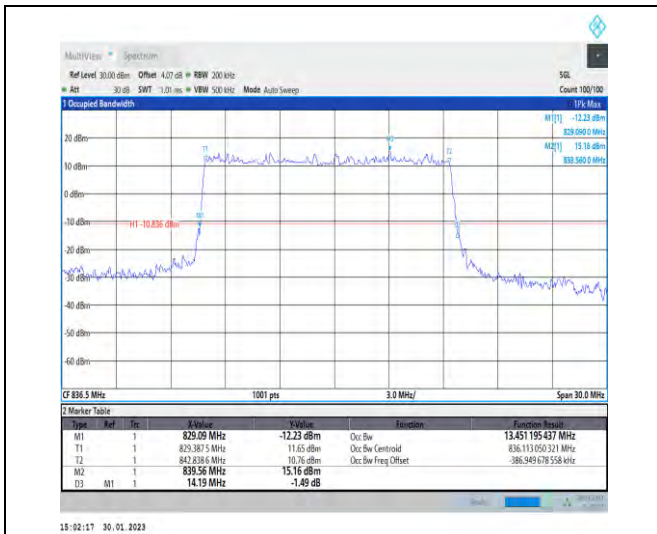 MultiView Spectrum
Ref Level 30.00 dBm Offset 4.07 dB RBW 200 kHz SGL
Att 30 dB SWT 1.01 ms VBW 500 kHz Mode Auto Sweep Count 100/100
1 Occupied Bandwidth 1Pk Max
M1[1] -12.23 dBm
829.0900 MHz
M2[1] 15.16 dBm
839.5600 MHz
20 dBm
T1 M2 T2
10 dBm
0 dBm
M1
-10 dBm
H1 -10.836 dBm
-20 dBm
-30 dBm
-40 dBm
-50 dBm
-60 dBm
CF 836.5 MHz 1001 pts 3.0 MHz/ Span 30.0 MHz
2 Marker Table
Type Ref Trc X-Value Y-Value Function Function Result
M1 1 829.09 MHz -12.23 dBm Occ Bw 13.451 195 437 MHz
T1 1 829.3875 MHz 11.65 dBm Occ Bw Centroid 836.113 050 321 MHz
T2 1 842.8386 MHz 10.76 dBm Occ Bw Freq Offset -386.949 678 558 kHz
M2 1 839.56 MHz 15.16 dBm
D3 M1 1 14.19 MHz -1.49 dB
15:02:17 30.01.2023